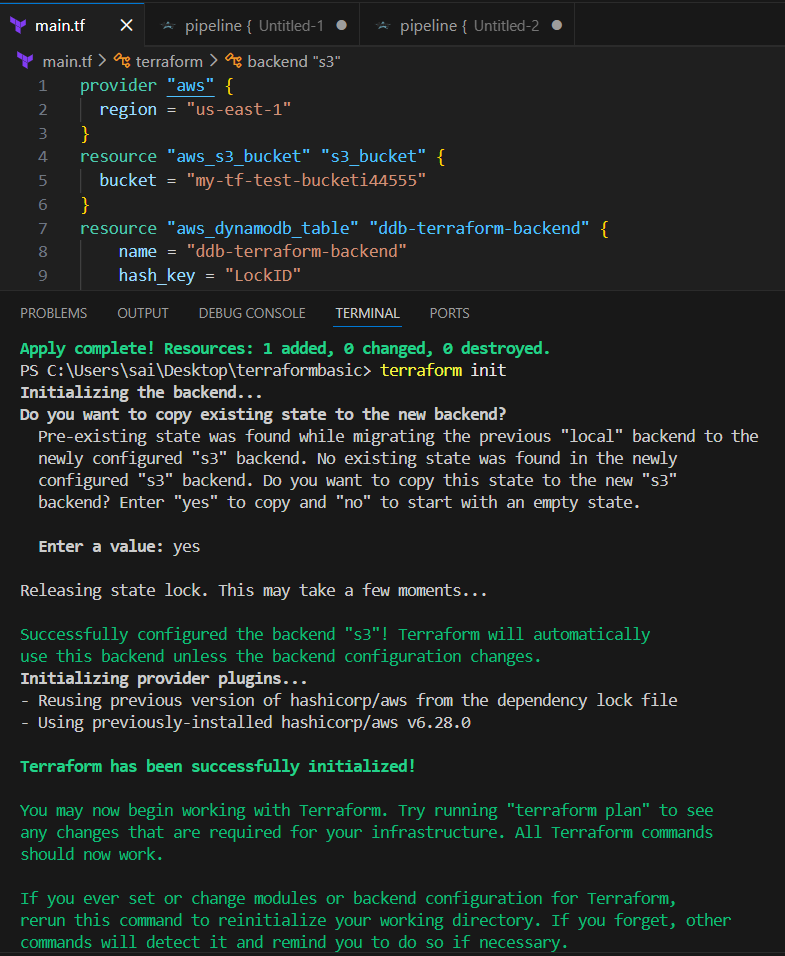 main.tf pipeline { Untitled-1 pipeline { Untitled-2
main.tf > terraform > backend "s3"
1 provider "aws" {
2   region = "us-east-1"
3 }
4 resource "aws_s3_bucket" "s3_bucket" {
5   bucket = "my-tf-test-bucketi44555"
6 }
7 resource "aws_dynamodb_table" "ddb-terraform-backend" {
8     name = "ddb-terraform-backend"
9     hash_key = "LockID"
PROBLEMS OUTPUT DEBUG CONSOLE TERMINAL PORTS
Apply complete! Resources: 1 added, 0 changed, 0 destroyed.
PS C:\Users\sai\Desktop\terraformbasic> terraform init
Initializing the backend...
Do you want to copy existing state to the new backend?
  Pre-existing state was found while migrating the previous "local" backend to the
  newly configured "s3" backend. No existing state was found in the newly
  configured "s3" backend. Do you want to copy this state to the new "s3"
  backend? Enter "yes" to copy and "no" to start with an empty state.
  Enter a value: yes
Releasing state lock. This may take a few moments...
Successfully configured the backend "s3"! Terraform will automatically
use this backend unless the backend configuration changes.
Initializing provider plugins...
- Reusing previous version of hashicorp/aws from the dependency lock file
- Using previously-installed hashicorp/aws v6.28.0
Terraform has been successfully initialized!
You may now begin working with Terraform. Try running "terraform plan" to see
any changes that are required for your infrastructure. All Terraform commands
should now work.
If you ever set or change modules or backend configuration for Terraform,
rerun this command to reinitialize your working directory. If you forget, other
commands will detect it and remind you to do so if necessary.